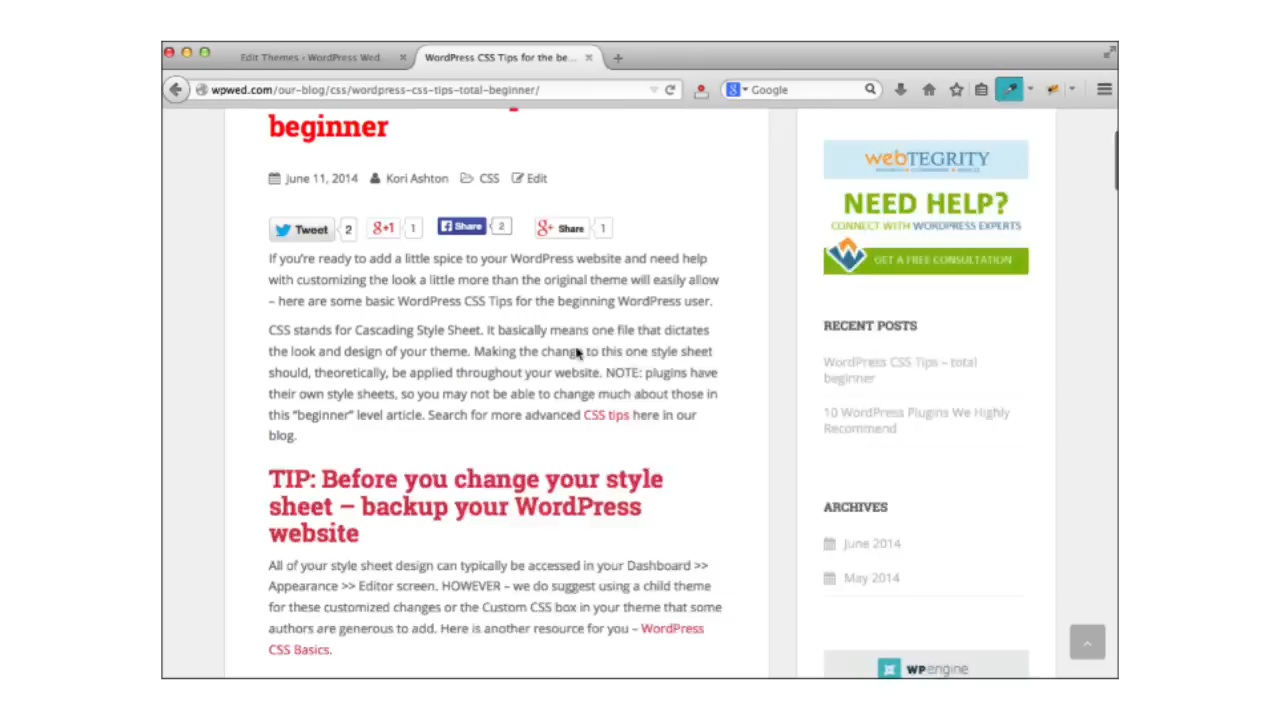 Edit Themes ‹ WordPress Wed
WordPress CSS Tips for the be...
wpwed.com/our-blog/css/wordpress-css-tips-total-beginner/
Google
beginner
June 11, 2014 Kori Ashton CSS Edit
Tweet 2 g+1 1 Share 2 g+ Share 1
If you're ready to add a little spice to your WordPress website and need help
with customizing the look a little more than the original theme will easily allow
– here are some basic WordPress CSS Tips for the beginning WordPress user.
CSS stands for Cascading Style Sheet. It basically means one file that dictates
the look and design of your theme. Making the change to this one style sheet
should, theoretically, be applied throughout your website. NOTE: plugins have
their own style sheets, so you may not be able to change much about those in
this "beginner" level article. Search for more advanced CSS tips here in our
blog.
TIP: Before you change your style
sheet – backup your WordPress
website
All of your style sheet design can typically be accessed in your Dashboard >>
Appearance >> Editor screen. HOWEVER – we do suggest using a child theme
for these customized changes or the Custom CSS box in your theme that some
authors are generous to add. Here is another resource for you – WordPress
CSS Basics.
webTEGRITY
NEED HELP?
CONNECT WITH WORDPRESS EXPERTS
GET A FREE CONSULTATION
RECENT POSTS
WordPress CSS Tips – total
beginner
10 WordPress Plugins We Highly
Recommend
ARCHIVES
June 2014
May 2014
wpengine